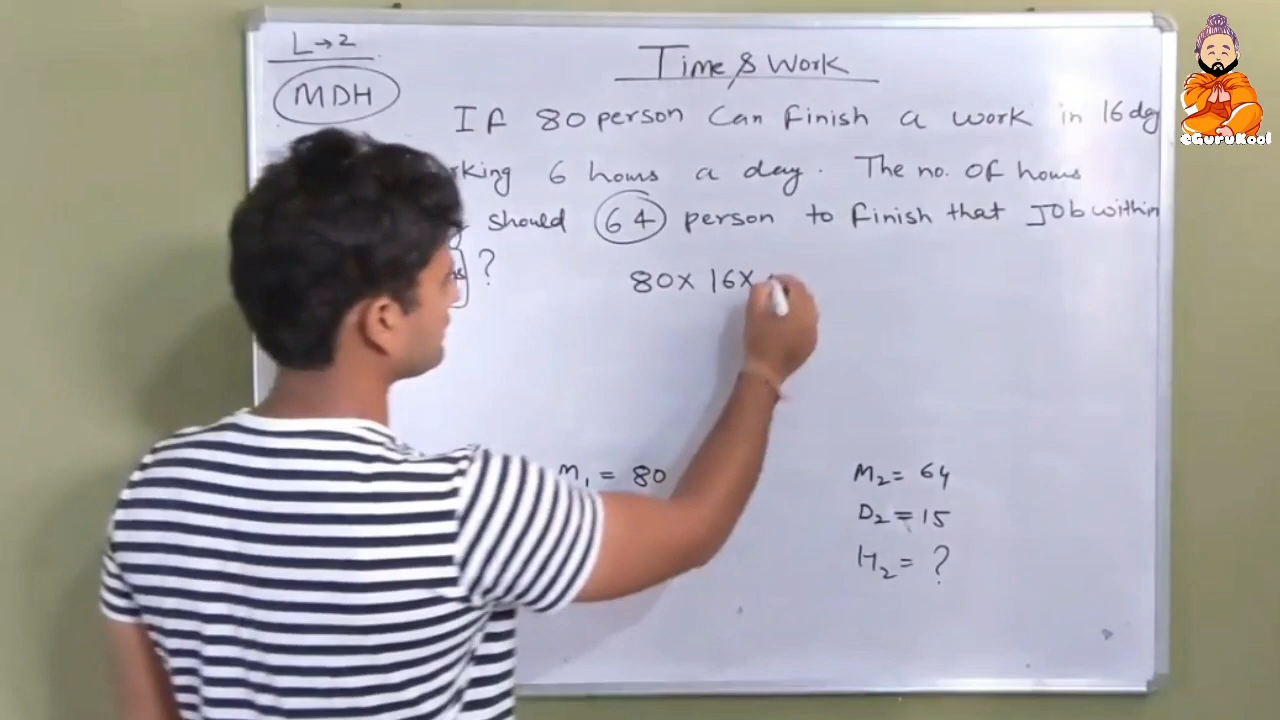 L→2
Time & Work
MDH
eGuruKool
If 80 person can finish a work in 16 day
rking 6 hours a day. The no. of hours
should 64 person to finish that Job within
?
80 x 16 x
M1 = 80
M2 = 64
D2 = 15
H2 = ?